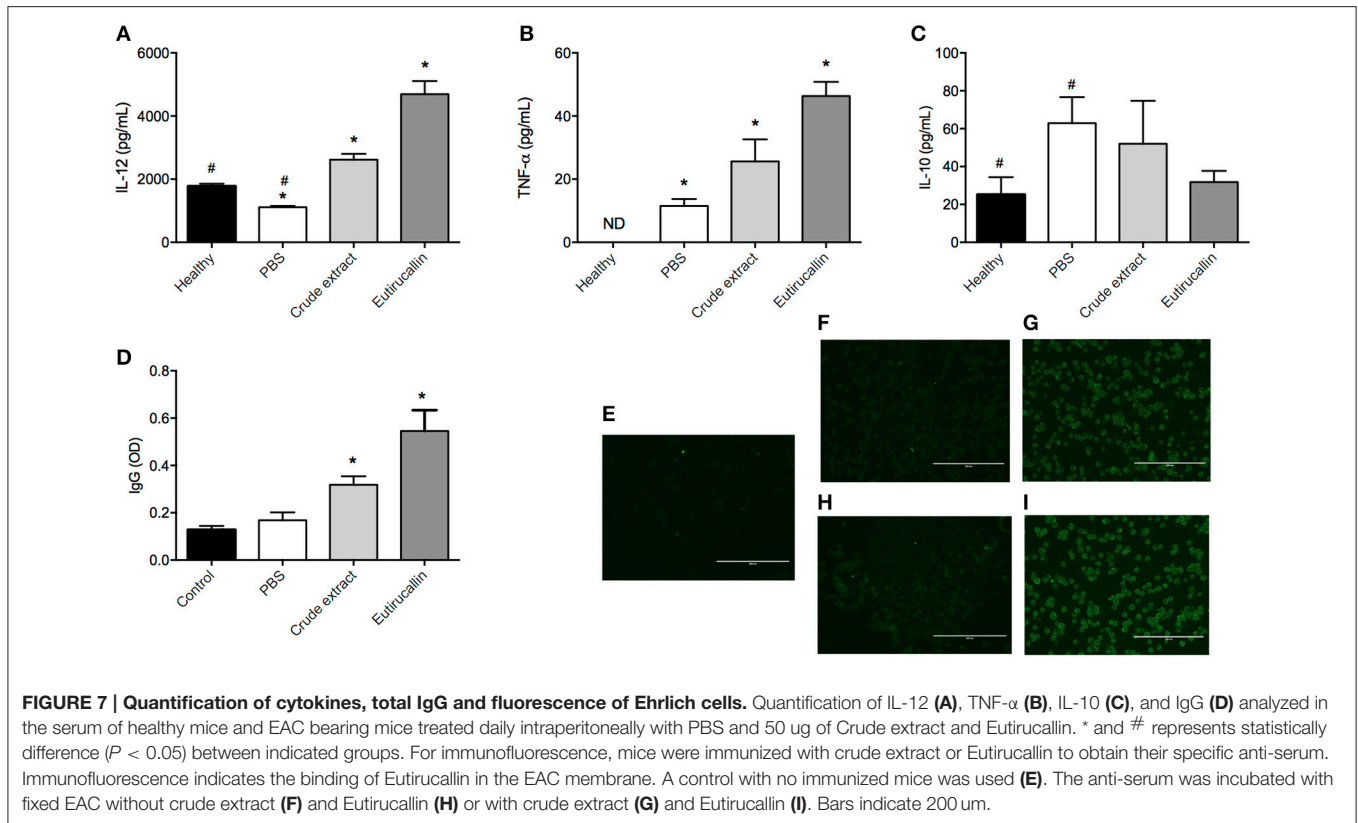 A
6000
4000
2000
0
IL-12 (pg/mL)
#
#
*
*
*
Healthy
PBS
Crude extract
Eutirucallin
B
60
40
20
0
TNF-α (pg/mL)
ND
*
*
*
Healthy
PBS
Crude extract
Eutirucallin
C
100
80
60
40
20
0
IL-10 (pg/mL)
#
#
Healthy
PBS
Crude extract
Eutirucallin
D
0.8
0.6
0.4
0.2
0.0
IgG (OD)
*
*
Control
PBS
Crude extract
Eutirucallin
E
F
G
H
I
FIGURE 7 | Quantification of cytokines, total IgG and fluorescence of Ehrlich cells. Quantification of IL-12 (A), TNF-α (B), IL-10 (C), and IgG (D) analyzed in
the serum of healthy mice and EAC bearing mice treated daily intraperitoneally with PBS and 50 ug of Crude extract and Eutirucallin. * and # represents statistically
difference (P < 0.05) between indicated groups. For immunofluorescence, mice were immunized with crude extract or Eutirucallin to obtain their specific anti-serum.
Immunofluorescence indicates the binding of Eutirucallin in the EAC membrane. A control with no immunized mice was used (E). The anti-serum was incubated with
fixed EAC without crude extract (F) and Eutirucallin (H) or with crude extract (G) and Eutirucallin (I). Bars indicate 200 um.